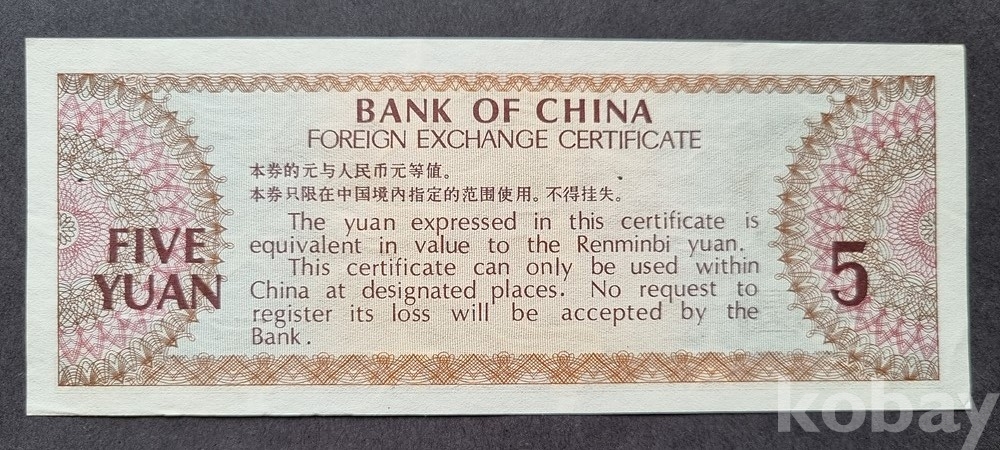 BANK OF CHINA
FOREIGN EXCHANGE CERTIFICATE
本券的元与人民币元等值。
本券只限在中国境内指定的范围使用。不得挂失。
The yuan expressed in this certificate is
equivalent in value to the Renminbi yuan.
This certificate can only be used within
China at designated places. No request to
register its loss will be accepted by the
Bank.
FIVE
YUAN
5
kobay